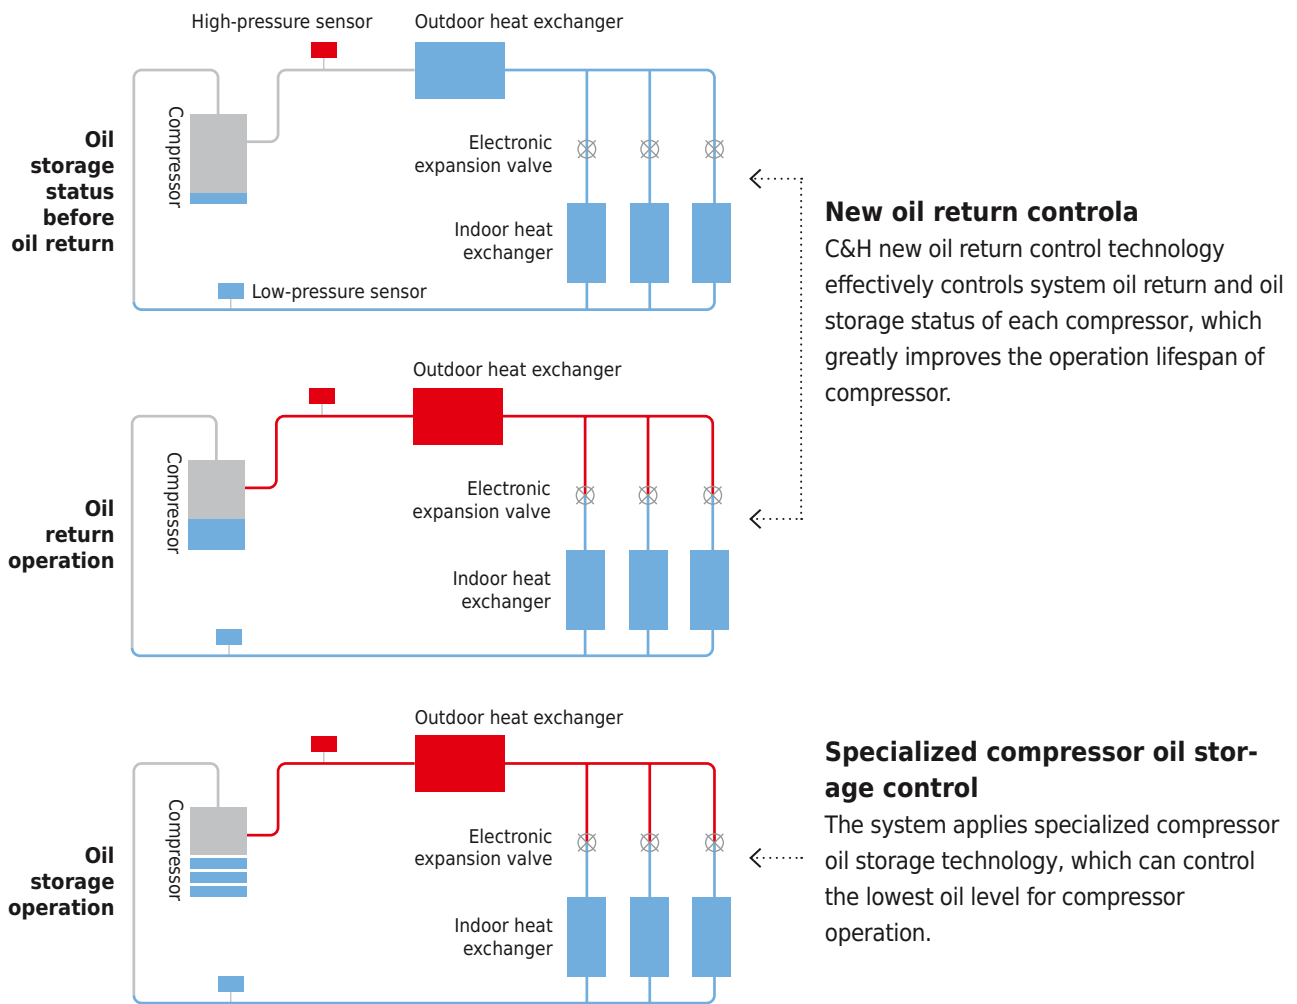 High-pressure sensor
Outdoor heat exchanger
Compressor
Oil
storage
status
before
oil return
Electronic
expansion valve
Indoor heat
exchanger
Low-pressure sensor
New oil return controla
C&H new oil return control technology
effectively controls system oil return and oil
storage status of each compressor, which
greatly improves the operation lifespan of
compressor.
Outdoor heat exchanger
Compressor
Oil
return
operation
Electronic
expansion valve
Indoor heat
exchanger
Outdoor heat exchanger
Compressor
Oil
storage
operation
Electronic
expansion valve
Indoor heat
exchanger
Specialized compressor oil stor-
age control
The system applies specialized compressor
oil storage technology, which can control
the lowest oil level for compressor
operation.